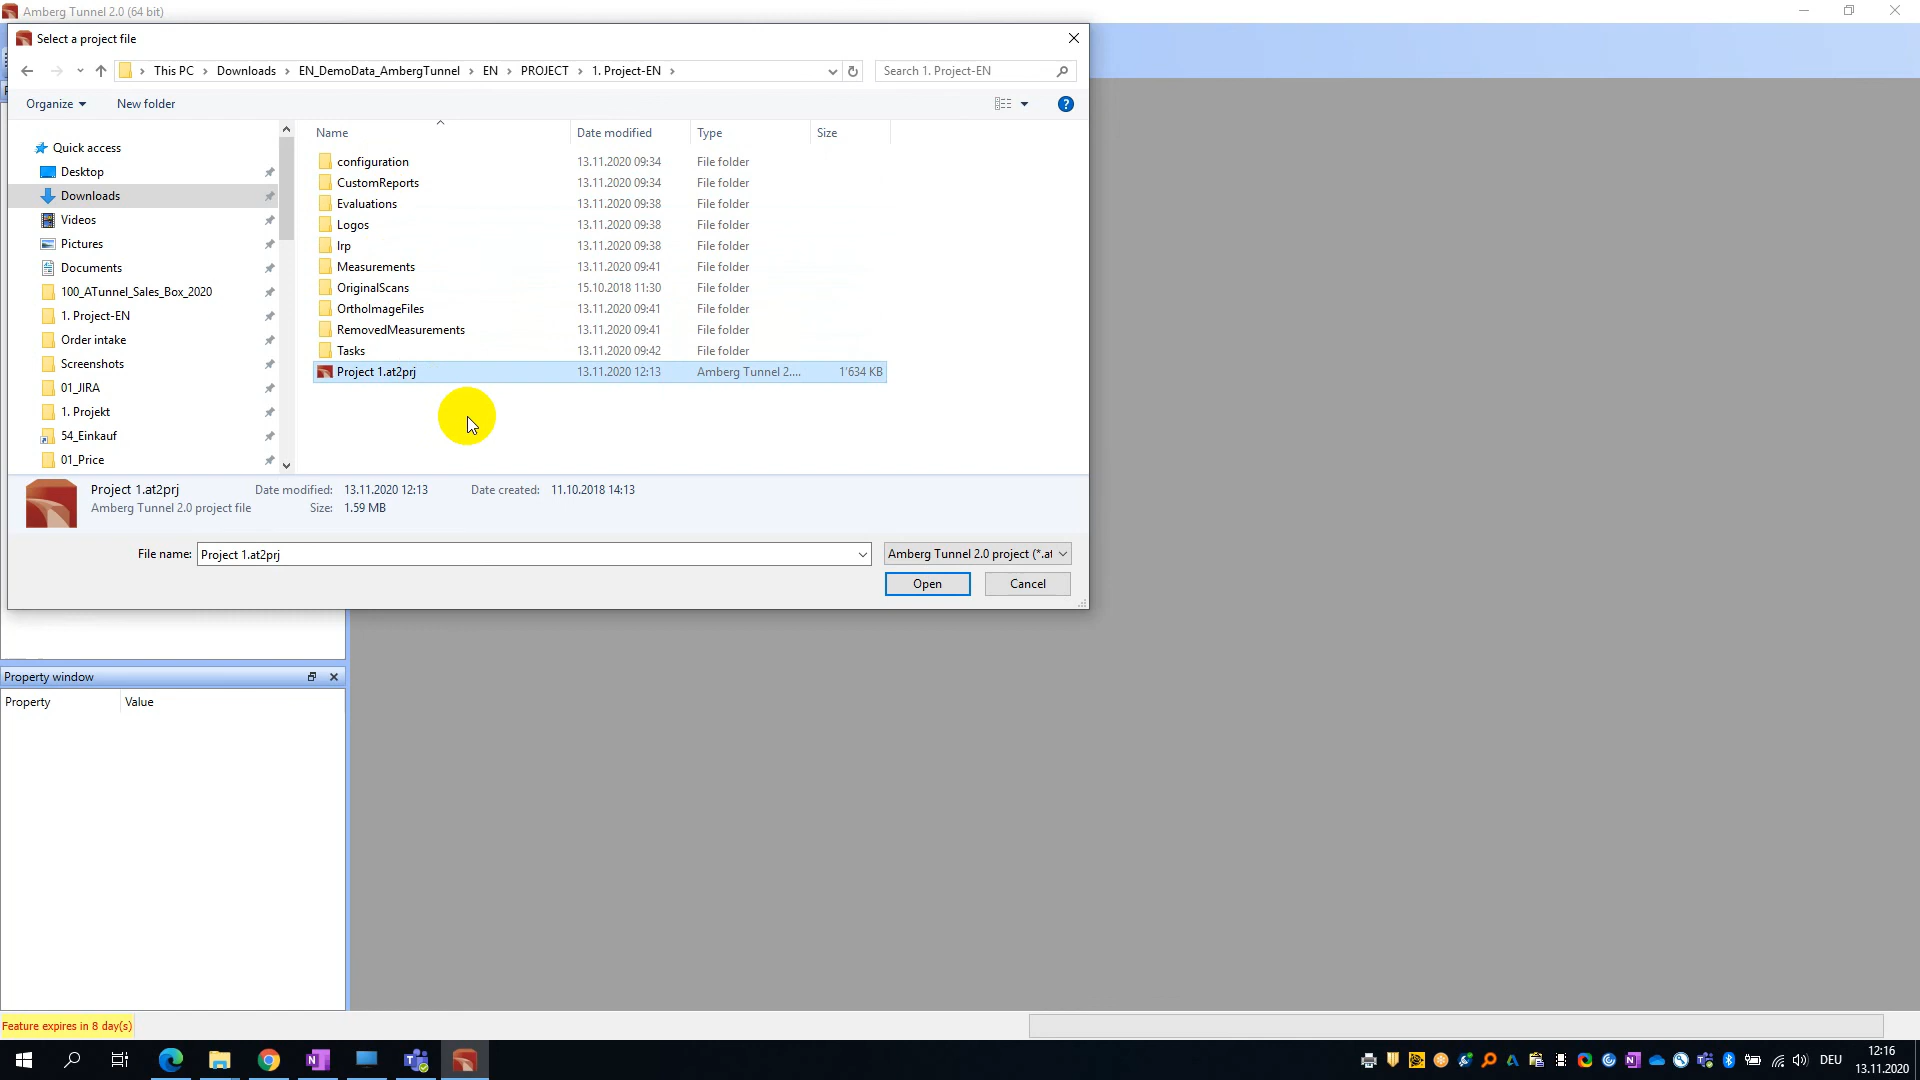 Amberg Tunnel 2.0 (64 bit)
Select a project file
This PC > Downloads > EN_DemoData_AmbergTunnel > EN > PROJECT > 1. Project-EN >
Search 1. Project-EN
Organize
New folder
?
Name
Date modified
Type
Size
Quick access
Desktop
Downloads
Videos
Pictures
Documents
100_ATunnel_Sales_Box_2020
1. Project-EN
Order intake
Screenshots
01_JIRA
1. Projekt
54_Einkauf
01_Price
configuration 13.11.2020 09:34 File folder
CustomReports 13.11.2020 09:34 File folder
Evaluations 13.11.2020 09:38 File folder
Logos 13.11.2020 09:38 File folder
lrp 13.11.2020 09:38 File folder
Measurements 13.11.2020 09:41 File folder
OriginalScans 15.10.2018 11:30 File folder
OrthoImageFiles 13.11.2020 09:41 File folder
RemovedMeasurements 13.11.2020 09:41 File folder
Tasks 13.11.2020 09:42 File folder
Project 1.at2prj 13.11.2020 12:13 Amberg Tunnel 2.... 1'634 KB
Project 1.at2prj Date modified: 13.11.2020 12:13 Date created: 11.10.2018 14:13
Amberg Tunnel 2.0 project file Size: 1.59 MB
File name: Project 1.at2prj Amberg Tunnel 2.0 project (*.at
Open
Cancel
Property window
Property Value
Feature expires in 8 day(s)
DEU
12:16
13.11.2020